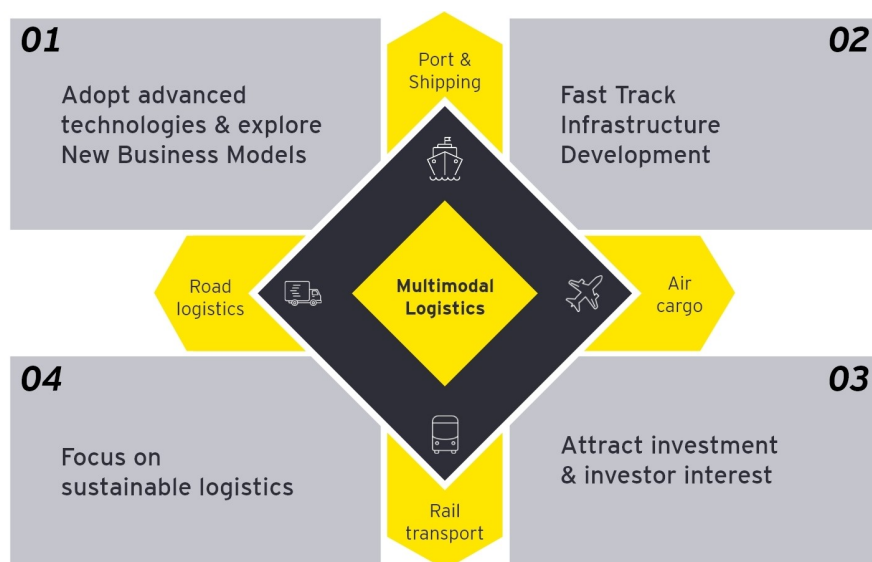 01
Adopt advanced
technologies & explore
New Business Models
Port &
Shipping
02
Fast Track
Infrastructure
Development
Road
logistics
Multimodal
Logistics
Air
cargo
04
Focus on
sustainable logistics
Rail
transport
03
Attract investment
& investor interest